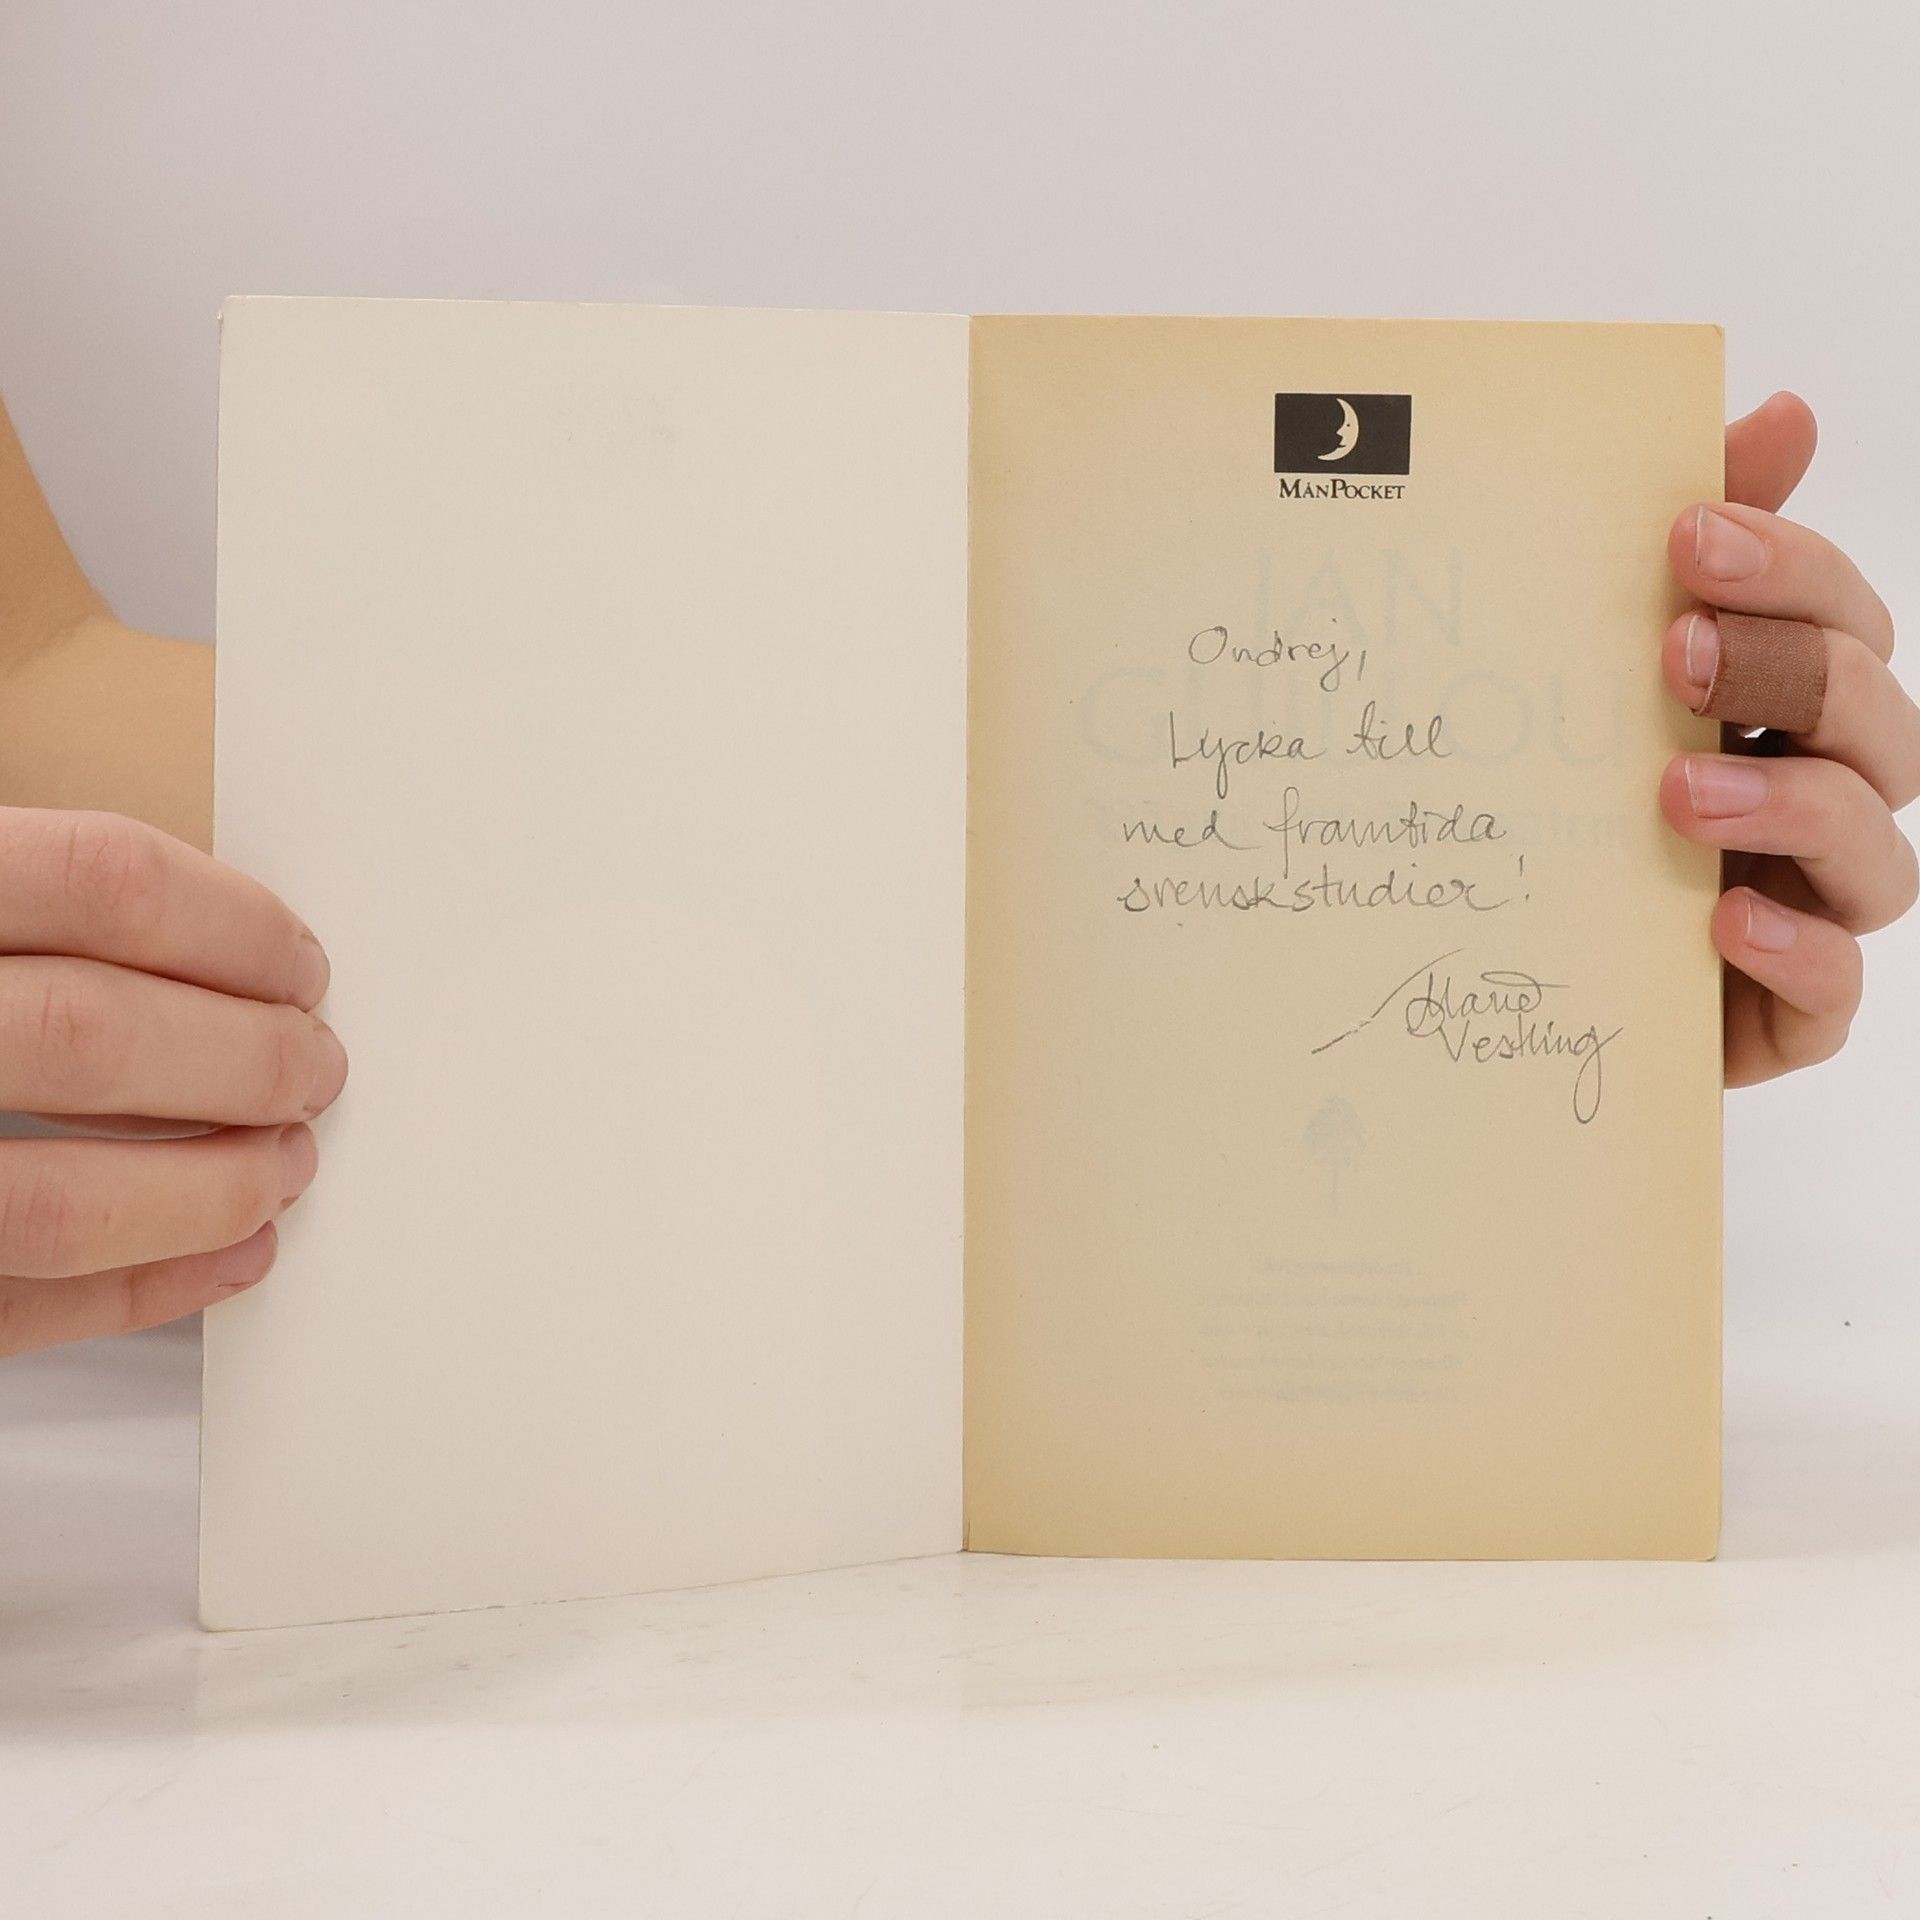 MånPocket
Ondrej,
Lycka till
med framtida
svenskstudier!
Vestling